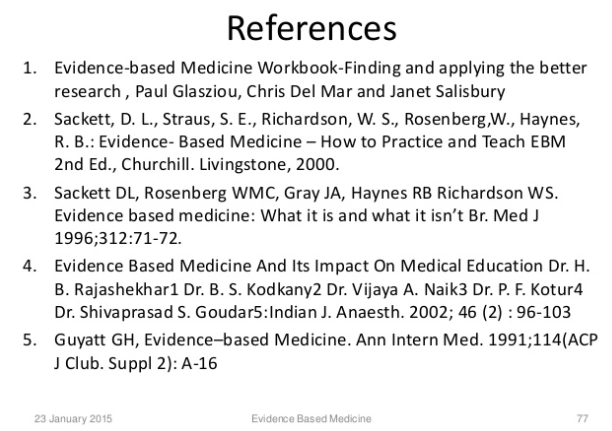 References
1. Evidence-based Medicine Workbook-Finding and applying the better
research , Paul Glasziou, Chris Del Mar and Janet Salisbury
2. Sackett, D. L., Straus, S. E., Richardson, W. S., Rosenberg,W., Haynes,
R. B.: Evidence- Based Medicine – How to Practice and Teach EBM
2nd Ed., Churchill. Livingstone, 2000.
3. Sackett DL, Rosenberg WMC, Gray JA, Haynes RB Richardson WS.
Evidence based medicine: What it is and what it isn’t Br. Med J
1996;312:71-72.
4. Evidence Based Medicine And Its Impact On Medical Education Dr. H.
B. Rajashekhar1 Dr. B. S. Kodkany2 Dr. Vijaya A. Naik3 Dr. P. F. Kotur4
Dr. Shivaprasad S. Goudar5:Indian J. Anaesth. 2002; 46 (2) : 96-103
5. Guyatt GH, Evidence–based Medicine. Ann Intern Med. 1991;114(ACP
J Club. Suppl 2): A-16
23 January 2015 Evidence Based Medicine 77